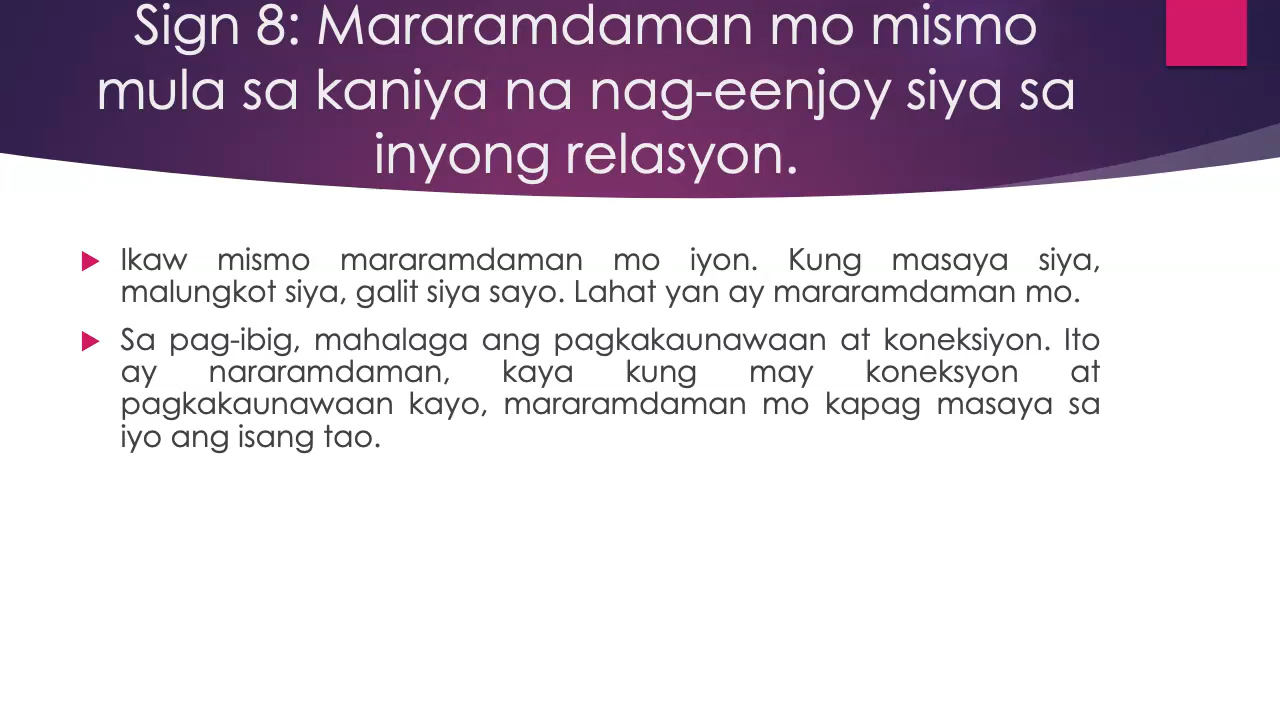 Sign 8: Mararamdaman mo mismo
mula sa kaniya na nag-eenjoy siya sa
inyong relasyon.
Ikaw mismo mararamdaman mo iyon. Kung masaya siya,
malungkot siya, galit siya sayo. Lahat yan ay mararamdaman mo.
Sa pag-ibig, mahalaga ang pagkakaunawaan at koneksiyon. Ito
ay nararamdaman, kaya kung may koneksyon at
pagkakaunawaan kayo, mararamdaman mo kapag masaya sa
iyo ang isang tao.